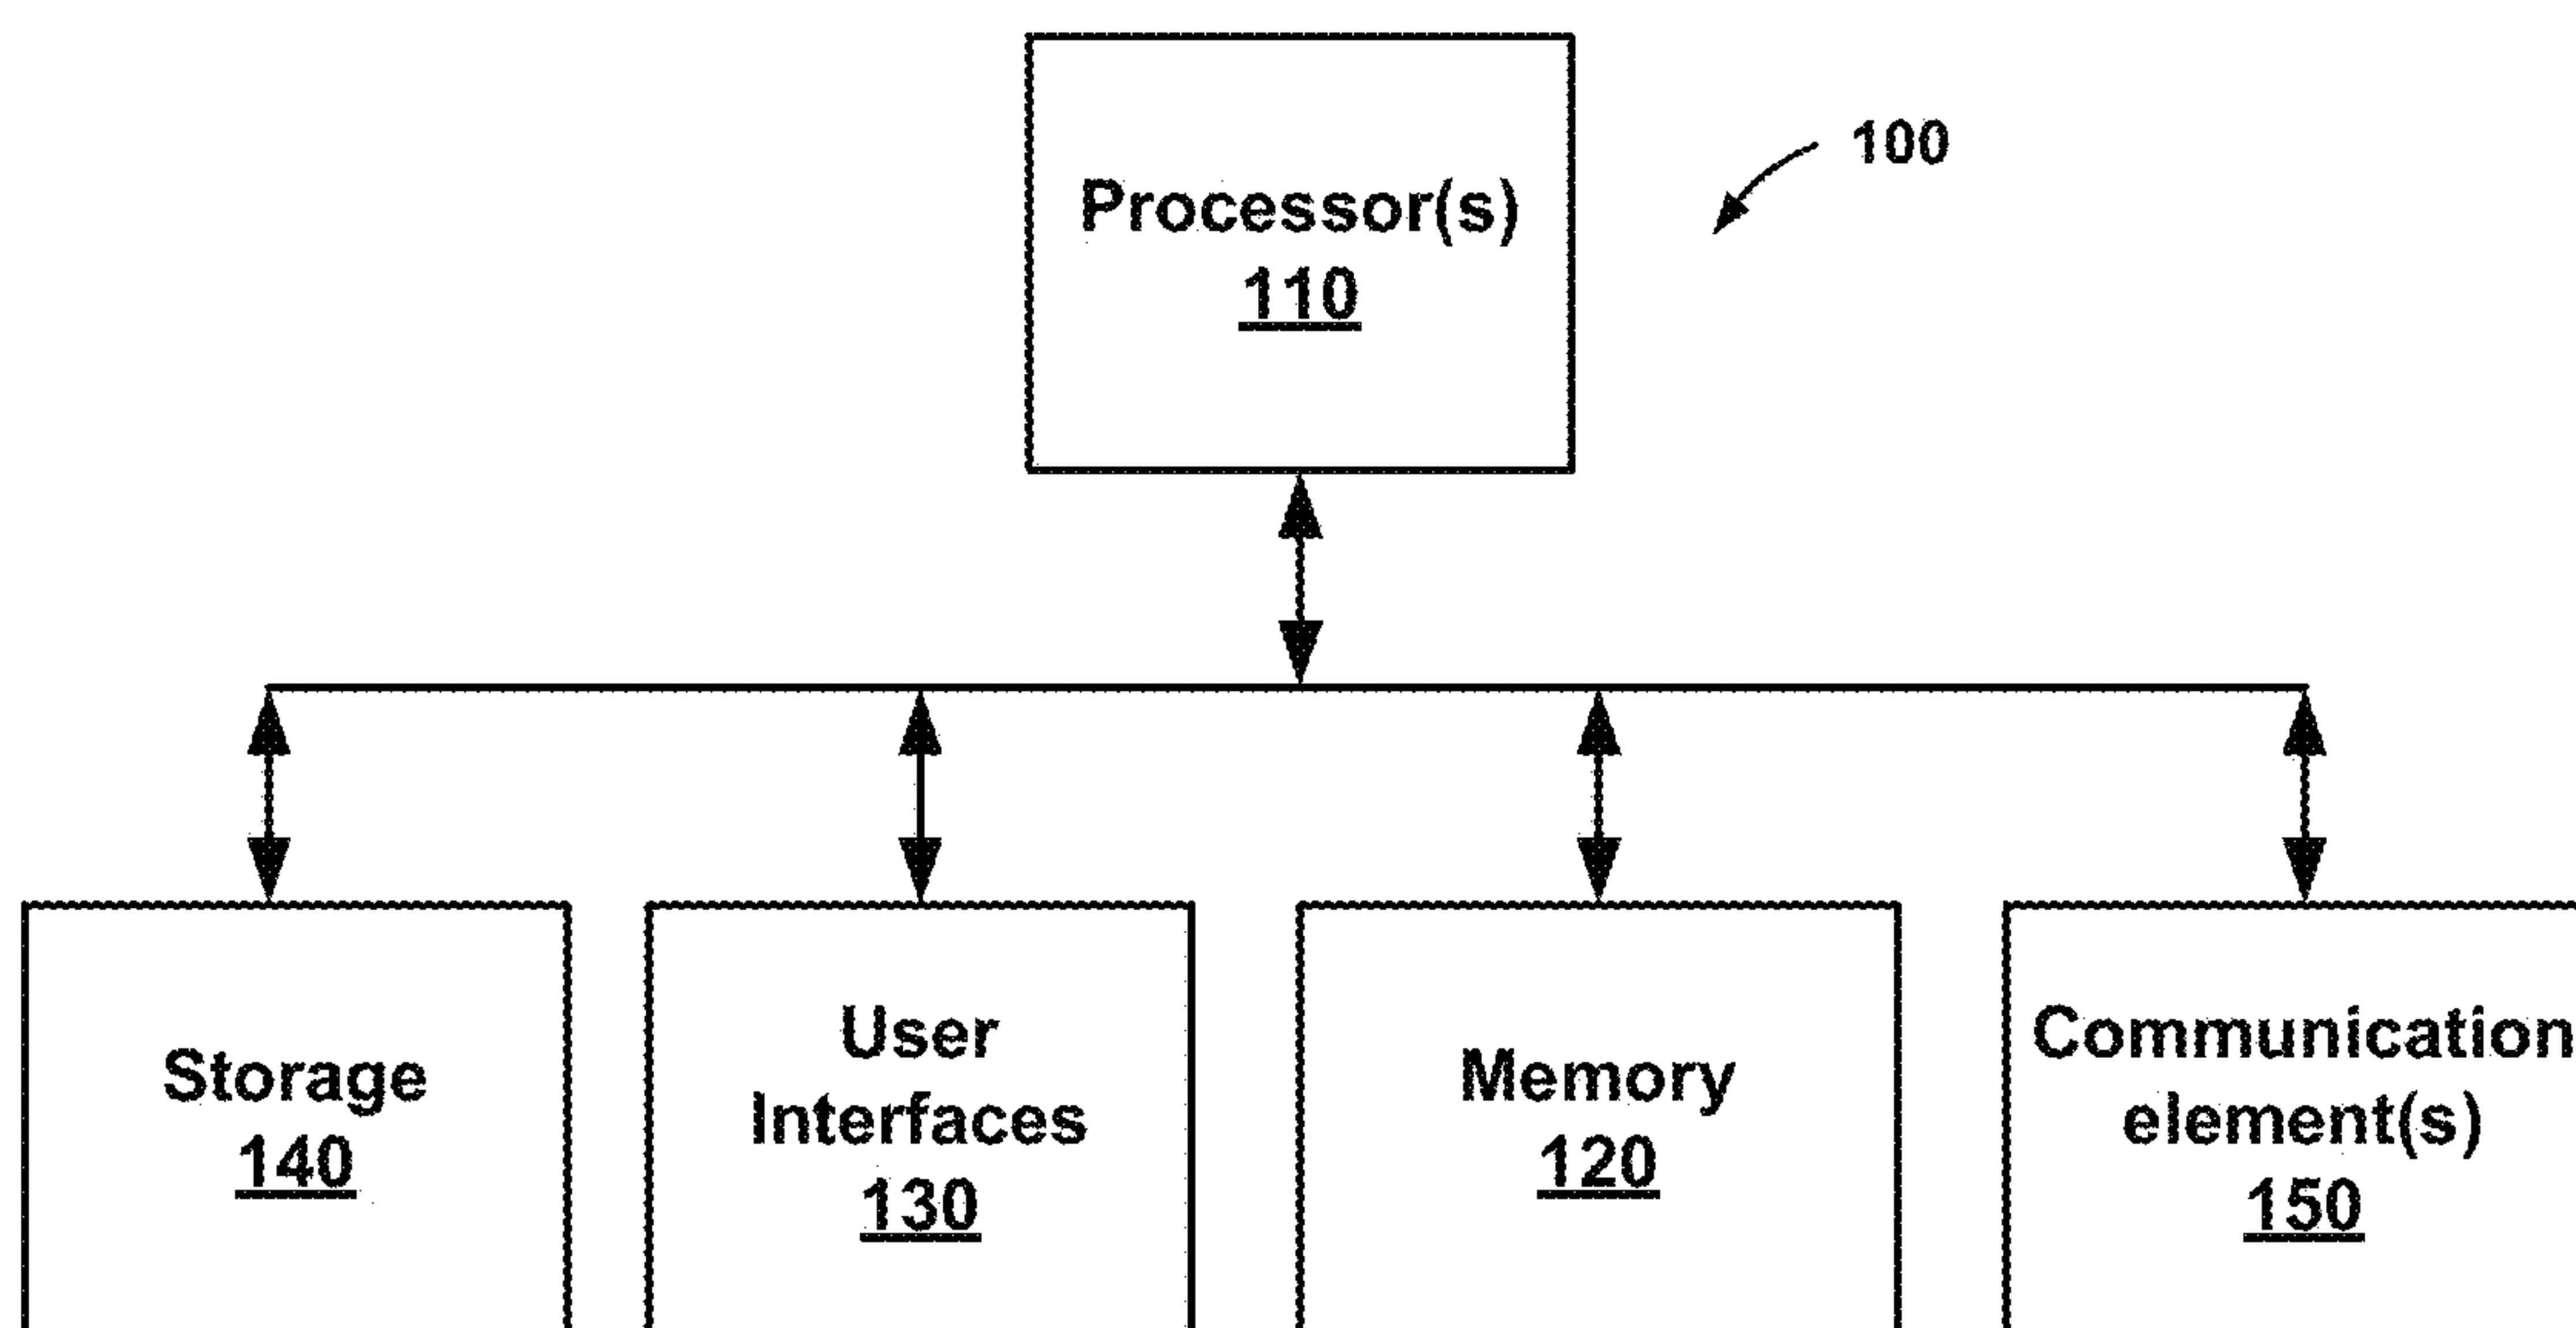 Processor(s)
110
100
Storage
140
User
Interfaces
130
Memory
120
Communication
element(s)
150